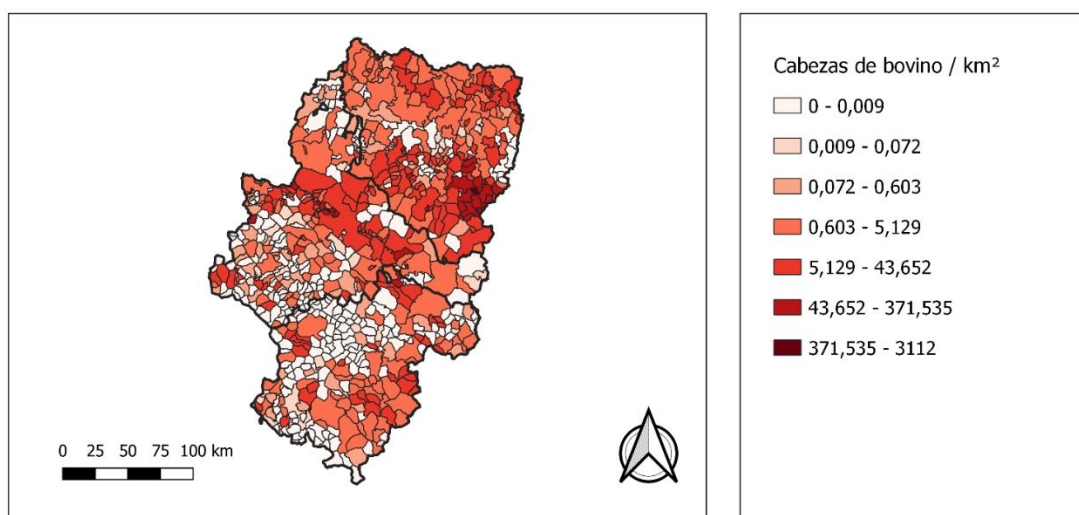 Cabezas de bovino / km²
0 - 0,009
0,009 - 0,072
0,072 - 0,603
0,603 - 5,129
5,129 - 43,652
43,652 - 371,535
371,535 - 3112
0 25 50 75 100 km